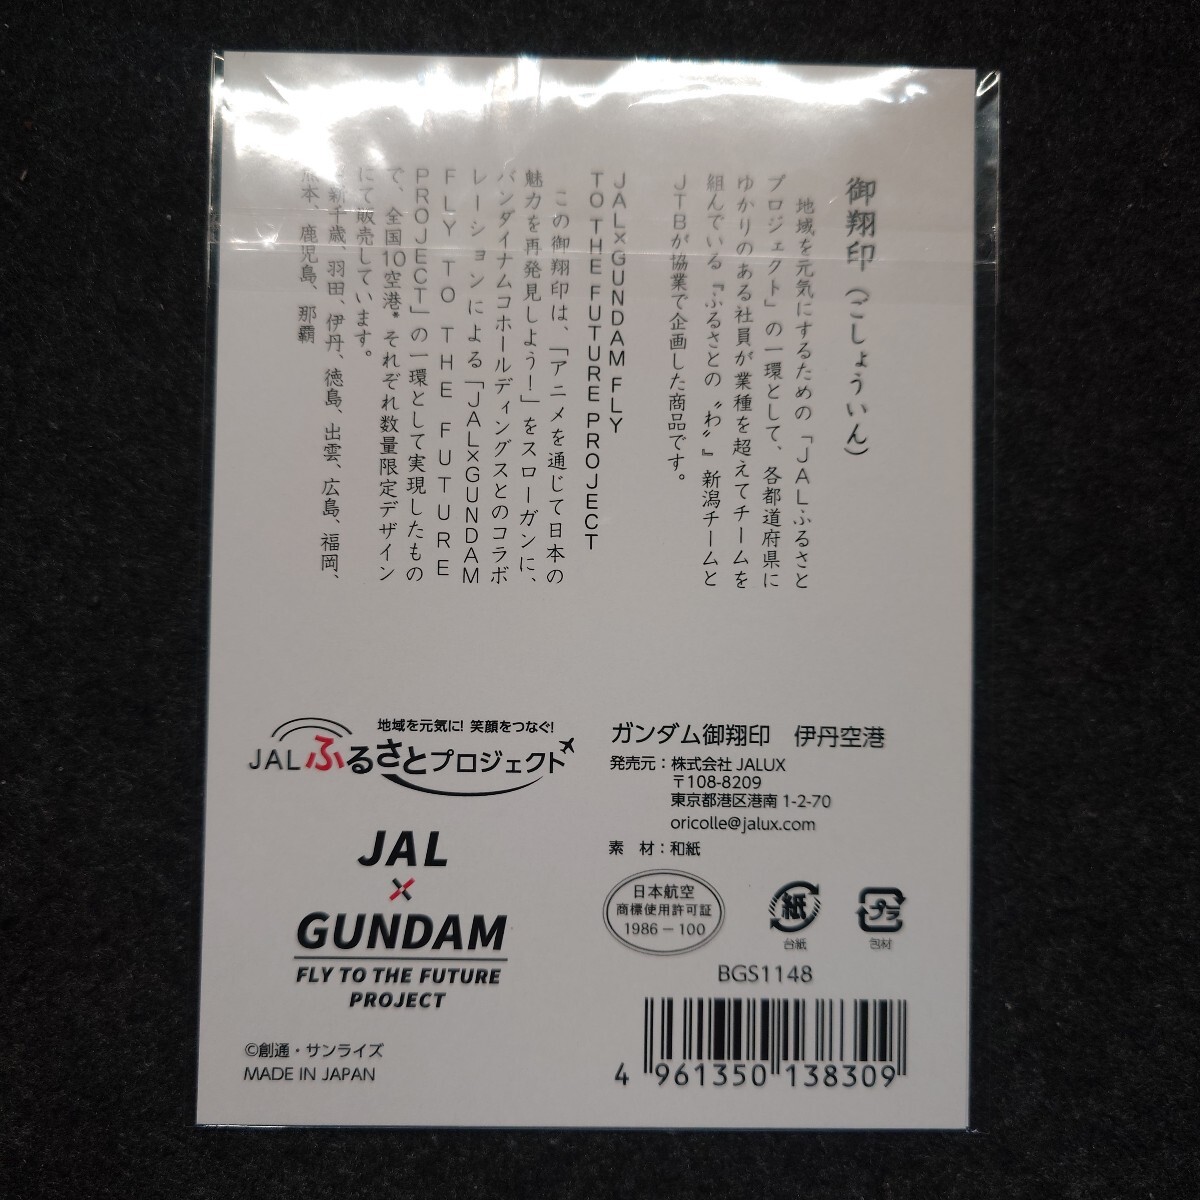 御翔印(ごしょういん)
地域を元気にするための「JALふるさと
プロジェクト」の一環として、各都道府県に
ゆかりのある社員が業種を超えてチームを
組んでいる『ふるさとの〝わ〟』新潟チームと
JTBが協業で企画した商品です。
JAL×GUNDAM FLY
TO THE FUTURE PROJECT
この御翔印は、「アニメを通じて日本の
魅力を再発見しよう!」をスローガンに、
バンダイナムコホールディングスとのコラボ
レーションによる「JAL×GUNDAM
FLY TO THE FUTURE
PROJECT」の一環として実現したもの
で、全国10空港*それぞれ数量限定デザイン
にて販売しています。
新千歳、羽田、伊丹、徳島、出雲、広島、福岡、
熊本、鹿児島、那覇
地域を元気に! 笑顔をつなぐ!
JALふるさとプロジェクト
JAL
×
GUNDAM
FLY TO THE FUTURE
PROJECT
©創通・サンライズ
MADE IN JAPAN
ガンダム御翔印 伊丹空港
発売元:株式会社 JALUX
〒108-8209
東京都港区港南 1-2-70
oricolle@jalux.com
素 材:和紙
日本航空
商標使用許可証
1986-100
紙
台紙
プラ
包材
BGS1148
4 961350 138309